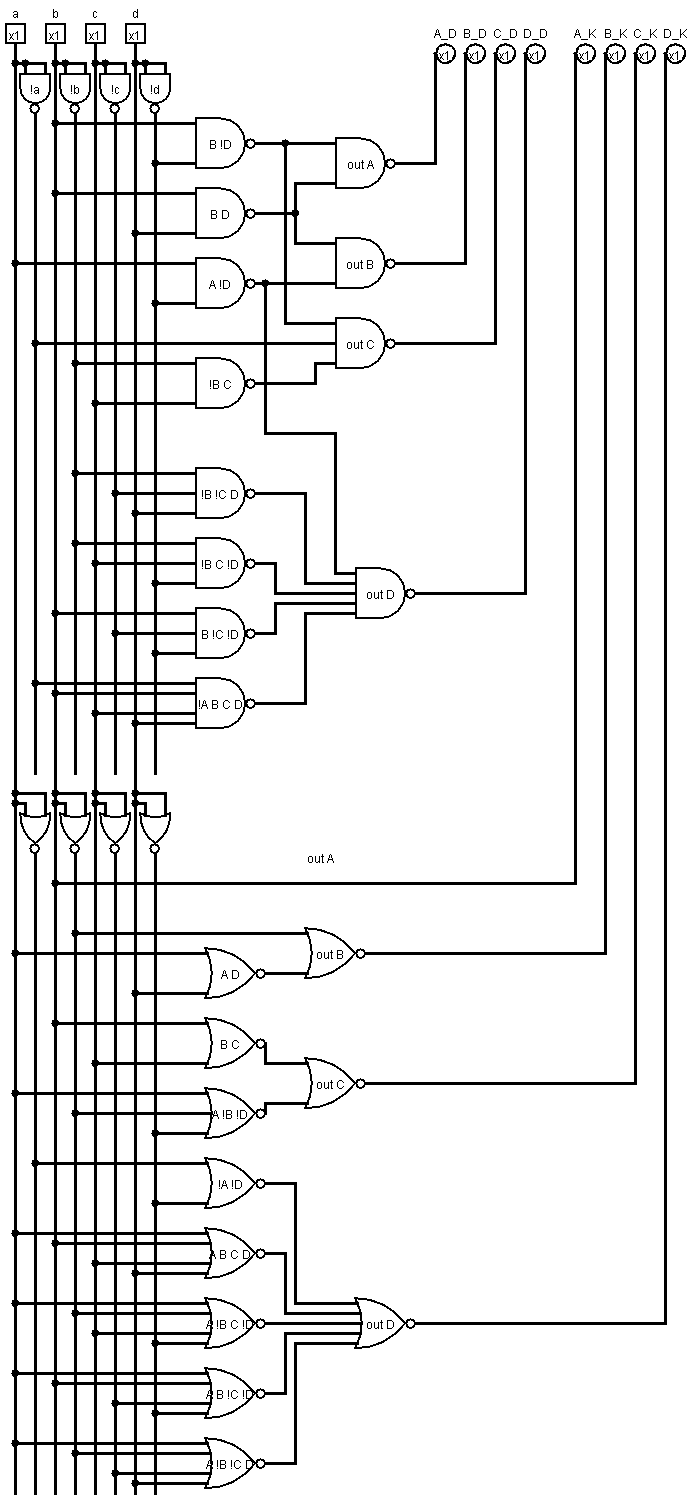 a b c d
A_D B_D C_D D_D A_K B_K C_K D_K
x1 x1 x1 x1
x1 x1 x1 x1 x1 x1 x1 x1
!a !b !c !d
B !D
out A
B D
out B
A !D
out C
!B C
!B !C D
!B C !D
out D
B !C !D
!A B C D
out A
out B
A D
B C
out C
A !B !D
!A !D
A B C D
A !B C !D
out D
A B !C !D
A !B !C D